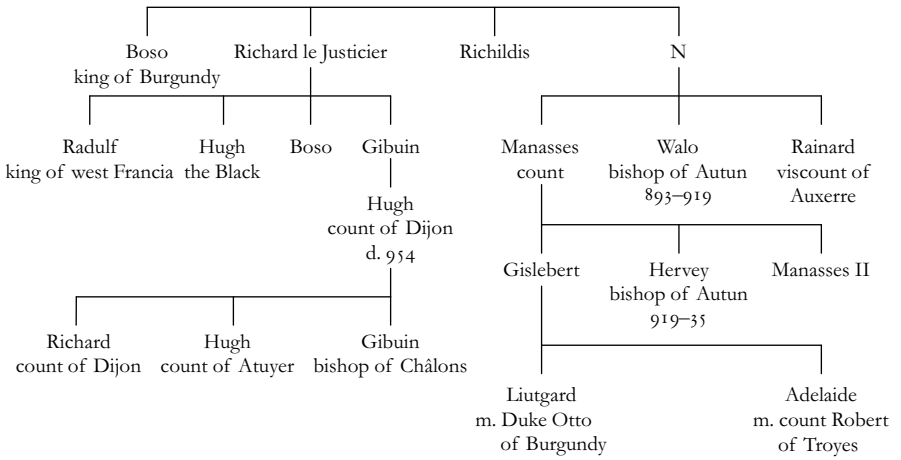 Boso
king of Burgundy
Richard le Justicier
Richildis
N
Radulf
king of west Francia
Hugh
the Black
Boso
Gibuin
Manasses
count
Walo
bishop of Autun
893–919
Rainard
viscount of
Auxerre
Hugh
count of Dijon
d. 954
Gislebert
Hervey
bishop of Autun
919–35
Manasses II
Richard
count of Dijon
Hugh
count of Atuyer
Gibuin
bishop of Châlons
Liutgard
m. Duke Otto
of Burgundy
Adelaide
m. count Robert
of Troyes